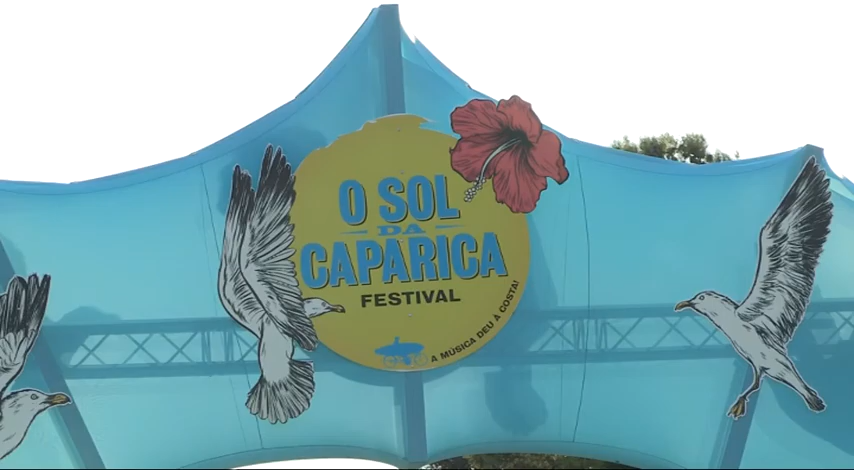 O SOL
DA
CAPARICA
FESTIVAL
A MÚSICA DEU À COSTA!